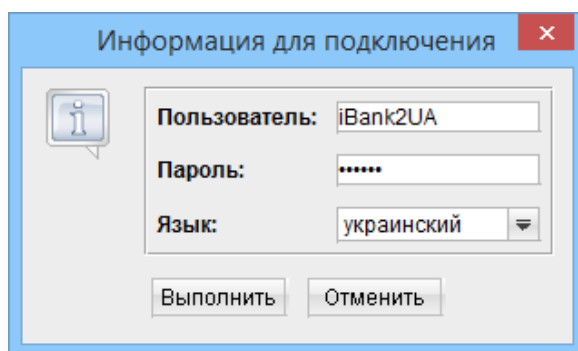 Информация для подключения
Пользователь: iBank2UA
Пароль: ••••••
Язык: украинский
Выполнить Отменить